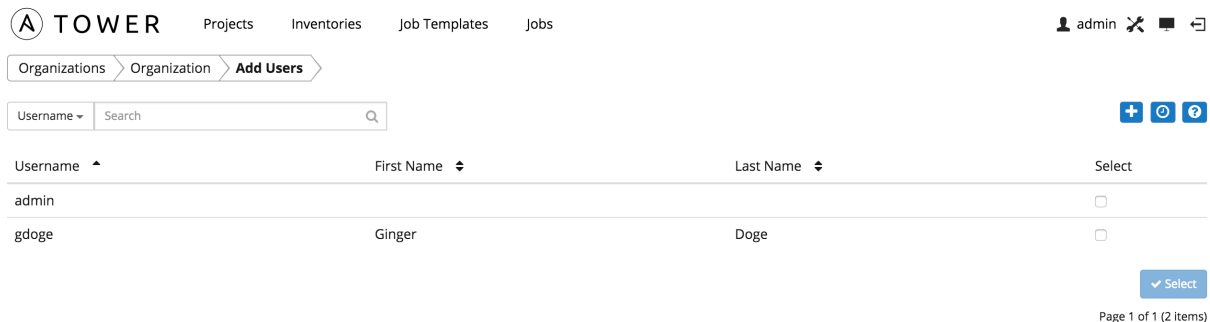 A TOWER Projects Inventories Job Templates Jobs admin
Organizations Organization Add Users
Username Search
Username First Name Last Name Select
admin
gdoge Ginger Doge
Select
Page 1 of 1 (2 items)